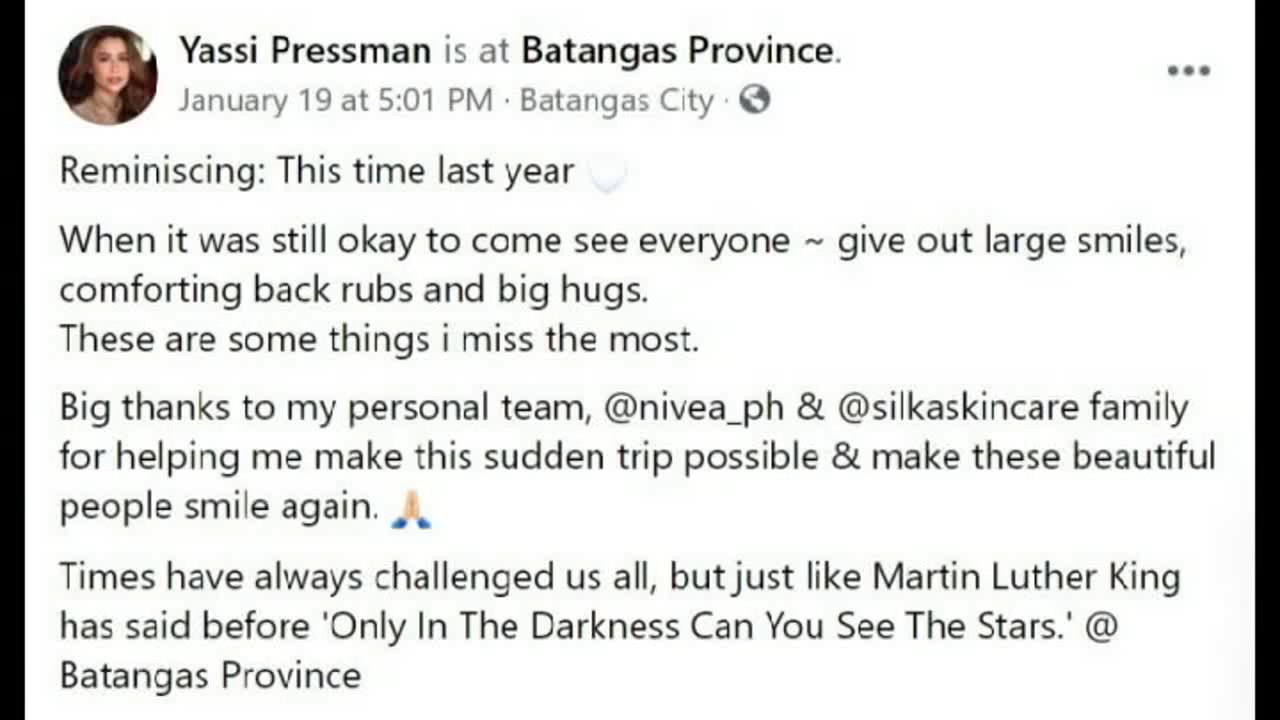 Yassi Pressman is at Batangas Province.
January 19 at 5:01 PM · Batangas City ·
Reminiscing: This time last year 🤍
When it was still okay to come see everyone ~ give out large smiles,
comforting back rubs and big hugs.
These are some things i miss the most.
Big thanks to my personal team, @nivea_ph & @silkaskincare family
for helping me make this sudden trip possible & make these beautiful
people smile again. 🙏🏼
Times have always challenged us all, but just like Martin Luther King
has said before 'Only In The Darkness Can You See The Stars.' @
Batangas Province